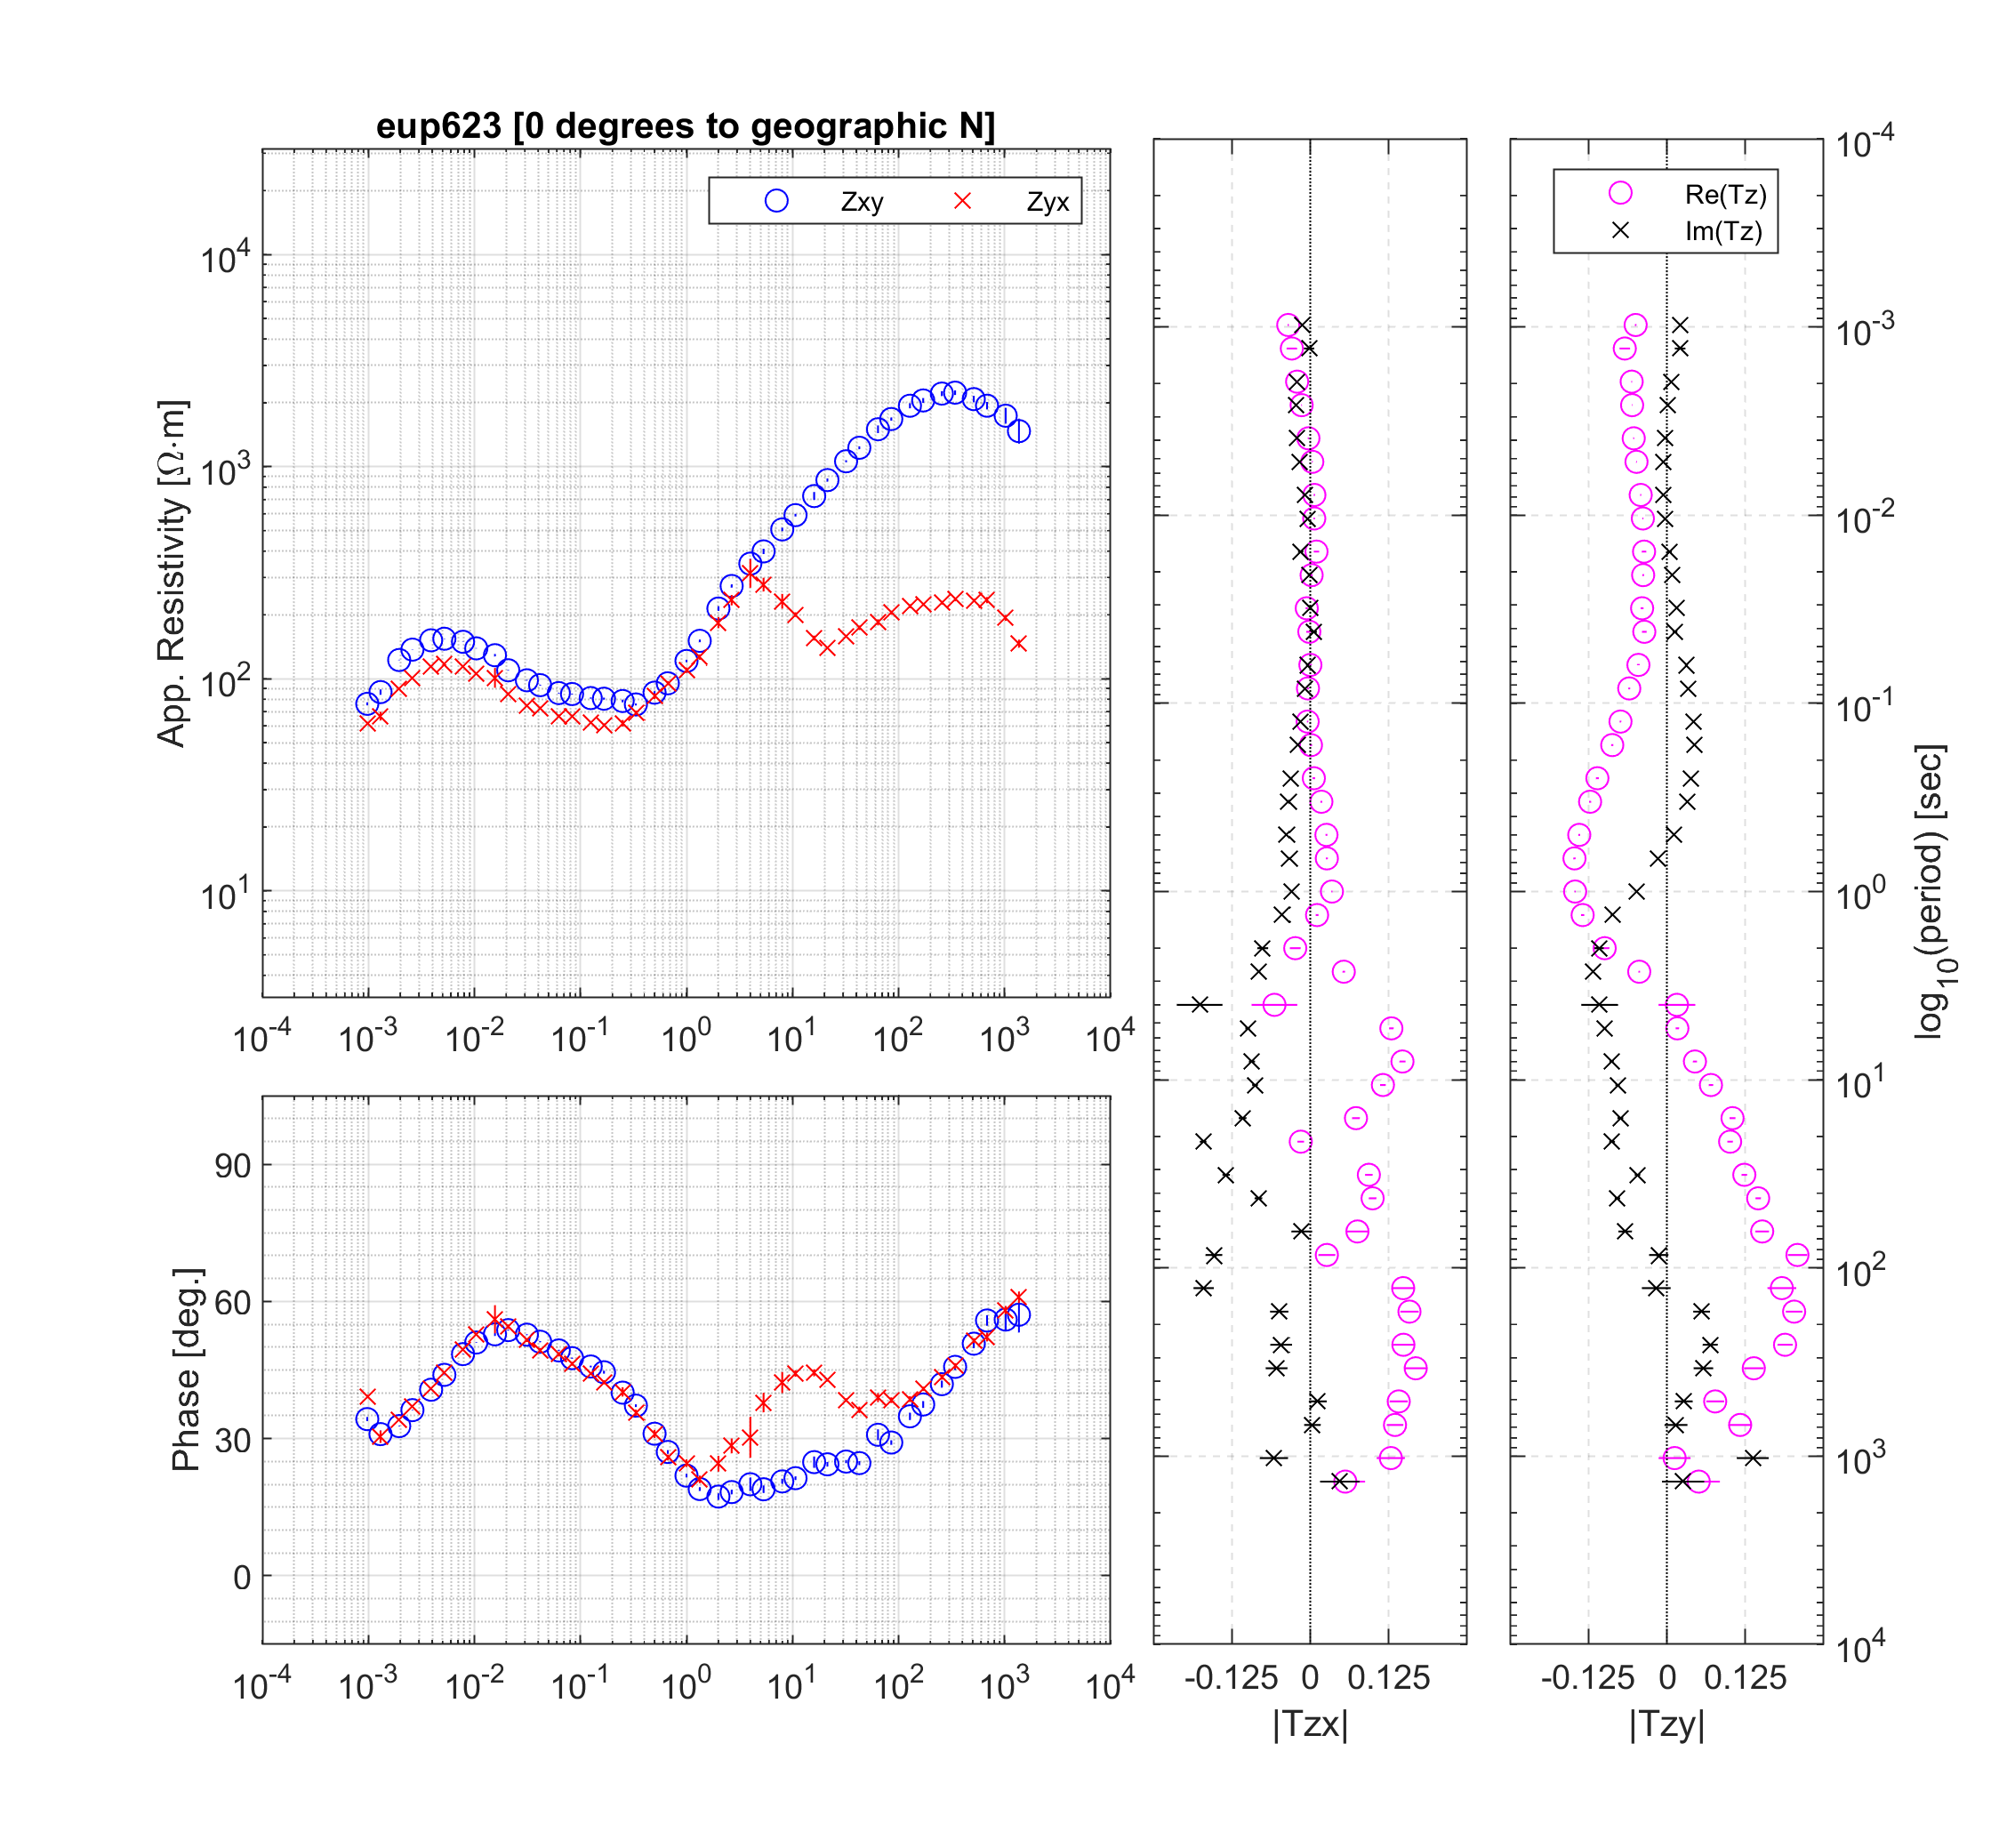 eup623 [0 degrees to geographic N]
Zxy Zyx
App. Resistivity [Ω·m]
10^4
10^3
10^2
10^1
10^-4 10^-3 10^-2 10^-1 10^0 10^1 10^2 10^3 10^4
Phase [deg.]
90
60
30
0
10^-4 10^-3 10^-2 10^-1 10^0 10^1 10^2 10^3 10^4
-0.125 0 0.125
|Tzx|
Re(Tz)
Im(Tz)
-0.125 0 0.125
|Tzy|
10^-4
10^-3
10^-2
10^-1
10^0
10^1
10^2
10^3
10^4
log10(period) [sec]